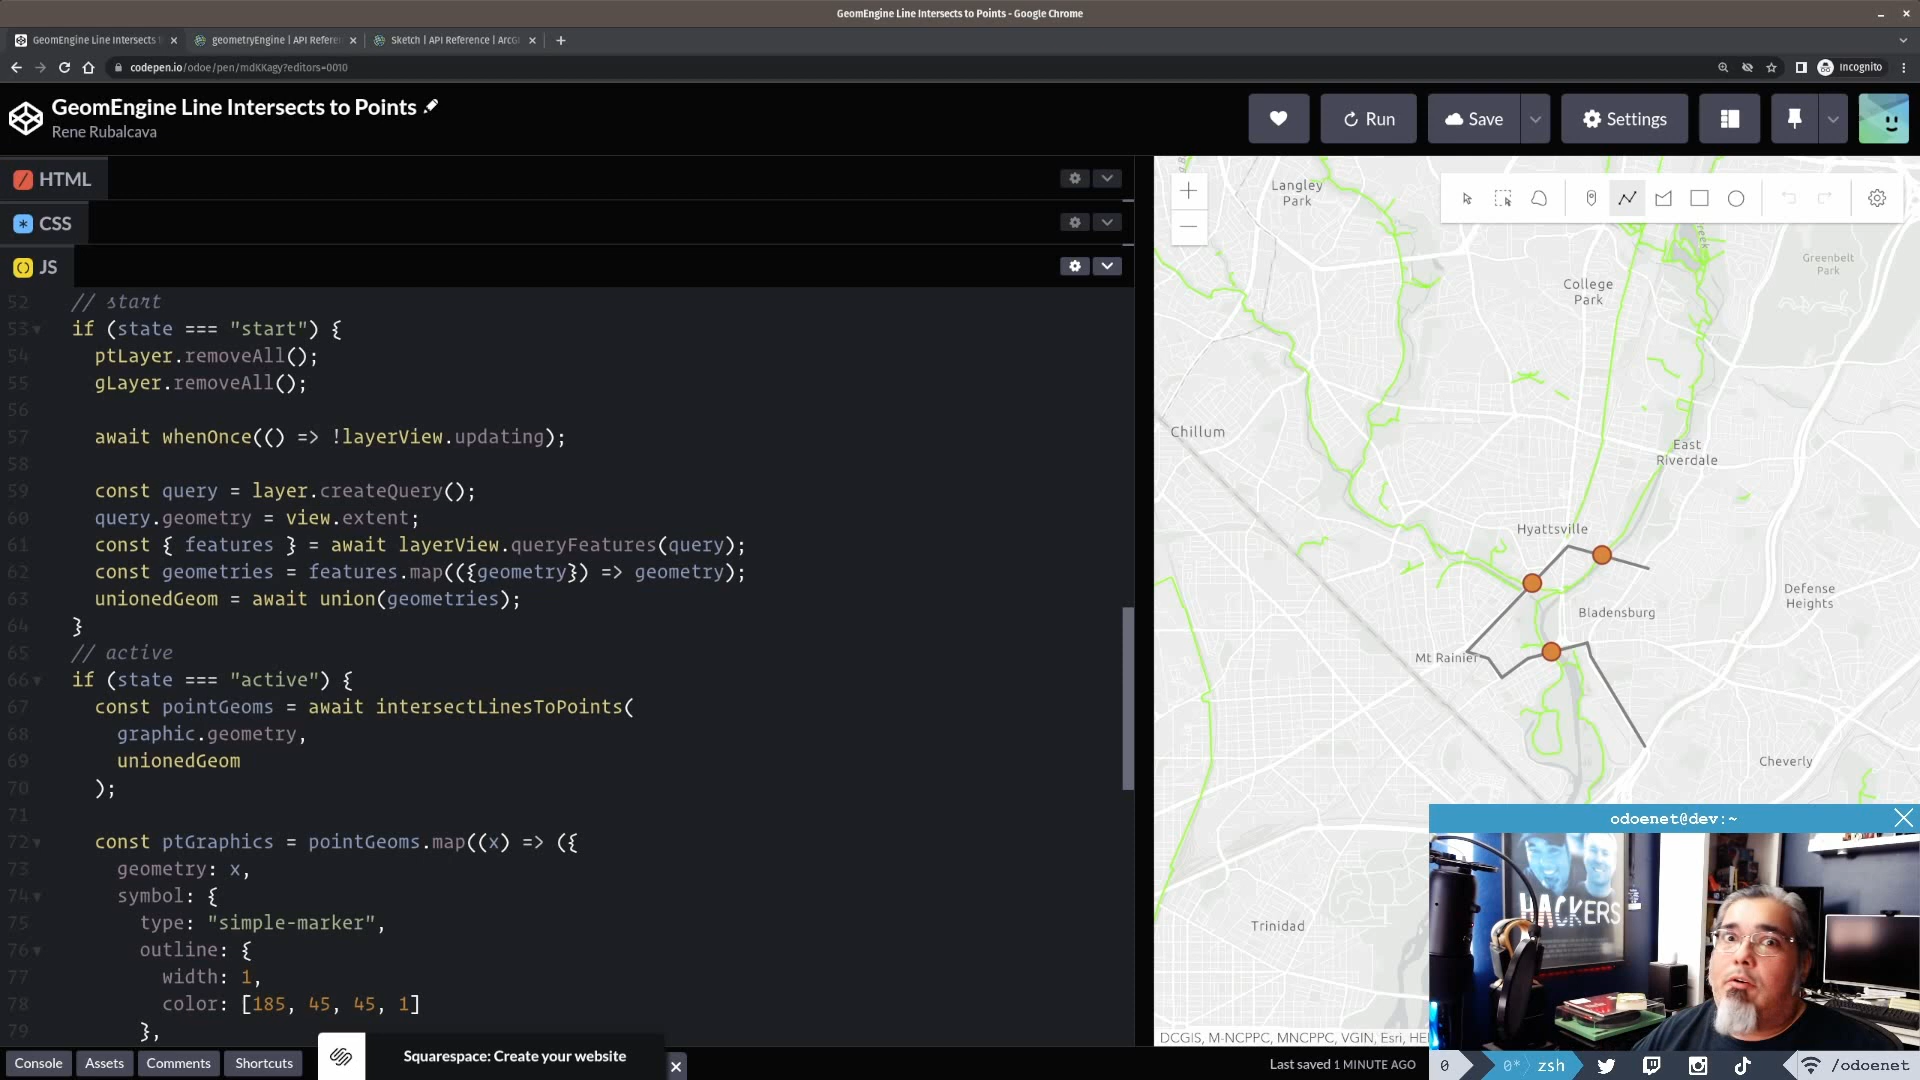 GeomEngine Line Intersects to Points - Google Chrome
GeomEngine Line Intersects
geometryEngine | API Refere
Sketch | API Reference | ArcG
codepen.io/odoe/pen/mdKKagy?editors=0010
Incognito
GeomEngine Line Intersects to Points
Rene Rubalcava
Run
Save
Settings
HTML
CSS
JS
52 // start
53 if (state === "start") {
54 ptLayer.removeAll();
55 gLayer.removeAll();
56
57 await whenOnce(() => !layerView.updating);
58
59 const query = layer.createQuery();
60 query.geometry = view.extent;
61 const { features } = await layerView.queryFeatures(query);
62 const geometries = features.map(({geometry}) => geometry);
63 unionedGeom = await union(geometries);
64 }
65 // active
66 if (state === "active") {
67 const pointGeoms = await intersectLinesToPoints(
68 graphic.geometry,
69 unionedGeom
70 );
71
72 const ptGraphics = pointGeoms.map((x) => ({
73 geometry: x,
74 symbol: {
75 type: "simple-marker",
76 outline: {
77 width: 1,
78 color: [185, 45, 45, 1]
79 },
Langley
Park
College
Park
Greenbelt
Park
Chillum
East
Riverdale
Hyattsville
Defense
Heights
Bladensburg
Mt Rainier
Cheverly
Trinidad
DCGIS, M-NCPPC, MNCPPC, VGIN, Esri, HE
odoenet@dev:~
HACKERS
Console
Assets
Comments
Shortcuts
Squarespace: Create your website
Last saved 1 MINUTE AGO
0
0* zsh
/odoenet